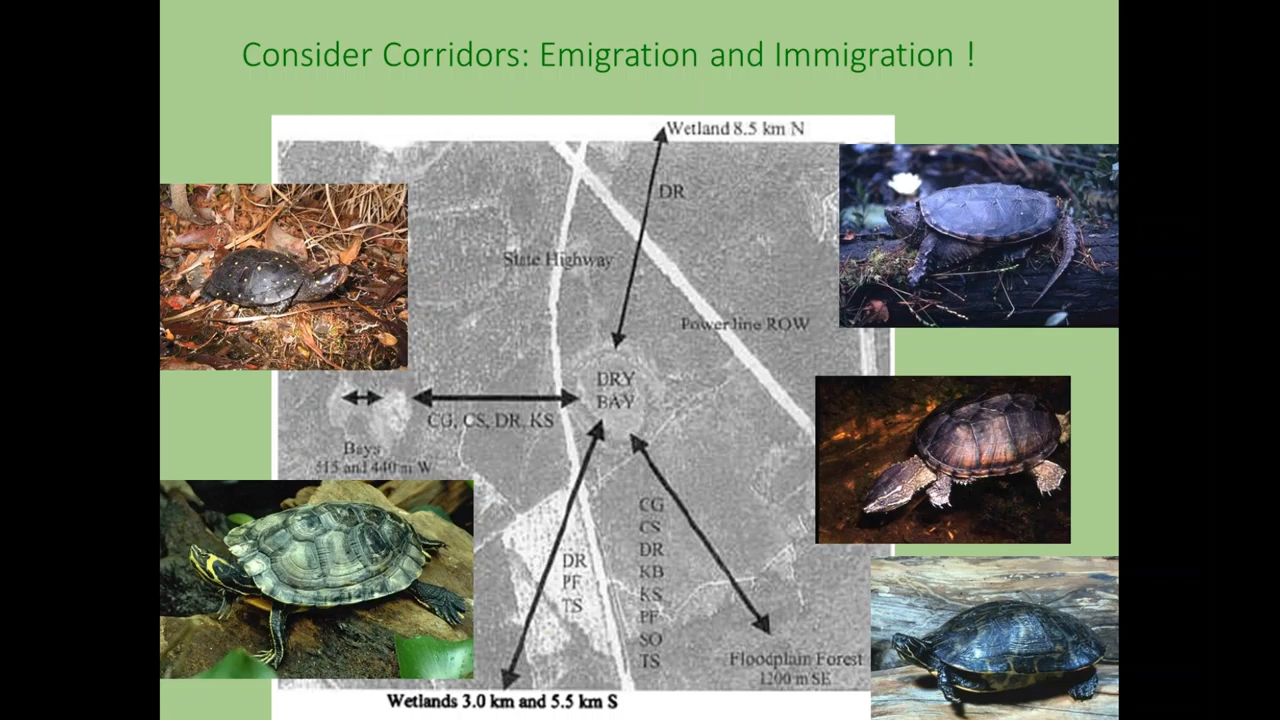 Consider Corridors: Emigration and Immigration !
Wetland 8.5 km N
DR
State Highway
Powerline ROW
DRY
BAY
CG, CS, DR, KS
Bays
515 and 440 m W
CG
CS
DR
KB
KS
PF
SO
TS
DR
PF
TS
Floodplain Forest
1200 m SE
Wetlands 3.0 km and 5.5 km S